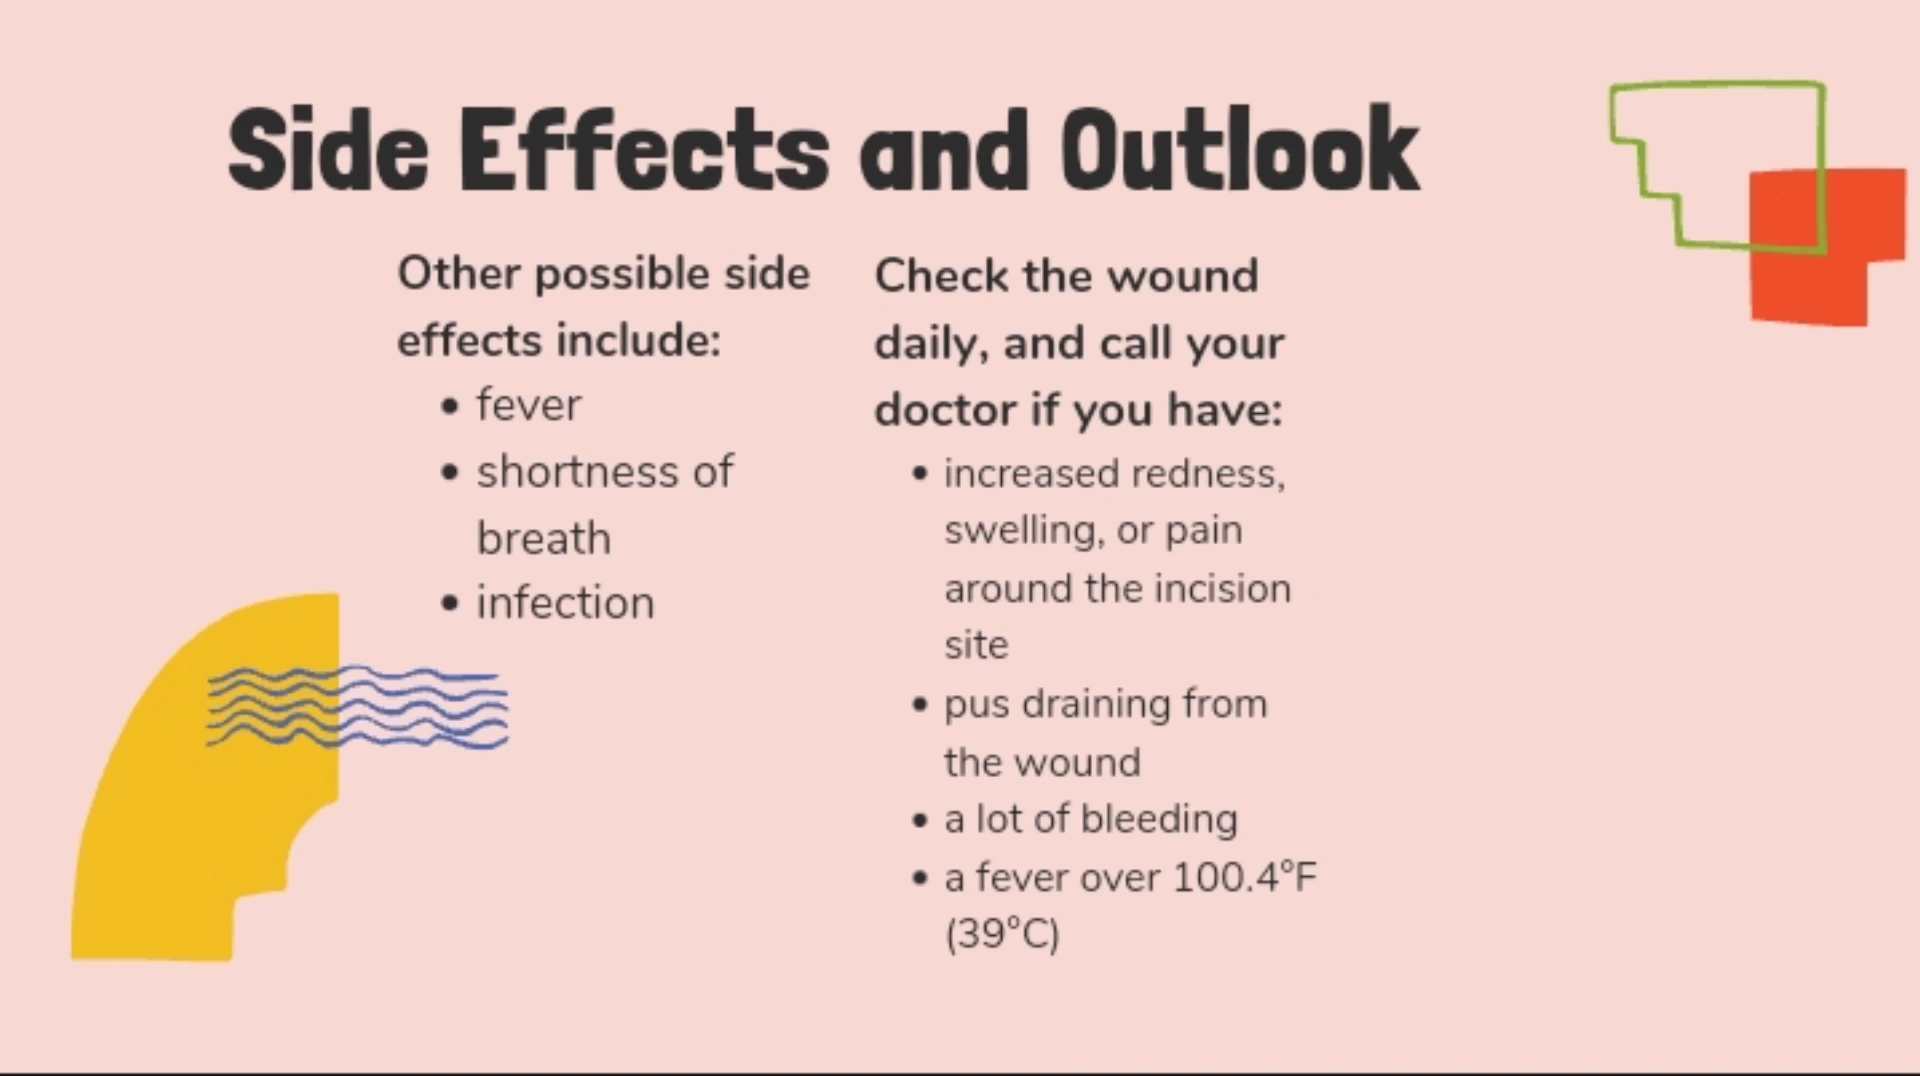 Side Effects and Outlook
Other possible side
effects include:
• fever
• shortness of
breath
• infection
Check the wound
daily, and call your
doctor if you have:
• increased redness,
swelling, or pain
around the incision
site
• pus draining from
the wound
• a lot of bleeding
• a fever over 100.4°F
(39°C)